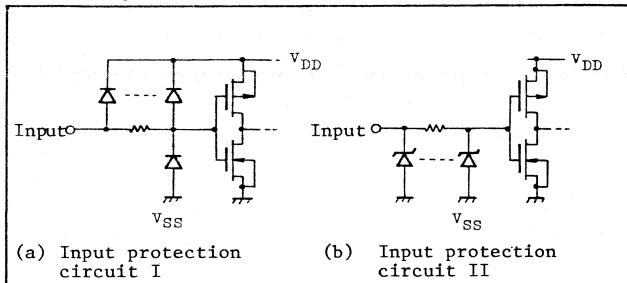 V_DD
V_DD
Input
Input
V_SS
V_SS
(a) Input protection
circuit I
(b) Input protection
circuit II